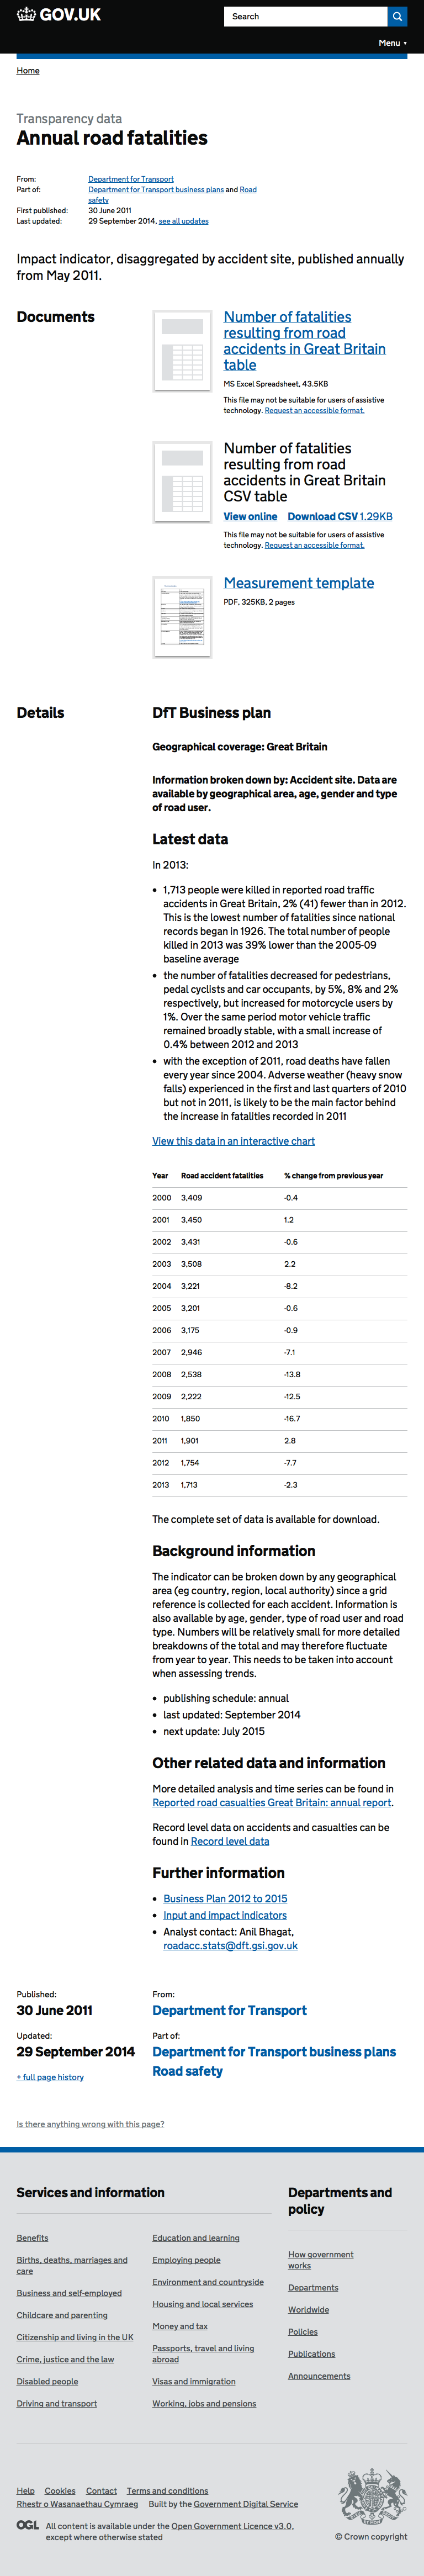 GOV.UK
Search
Menu
Home
Transparency data
Annual road fatalities
From: Department for Transport
Part of: Department for Transport business plans and Road
safety
First published: 30 June 2011
Last updated: 29 September 2014, see all updates
Impact indicator, disaggregated by accident site, published annually
from May 2011.
Documents
Number of fatalities
resulting from road
accidents in Great Britain
table
MS Excel Spreadsheet, 43.5KB
This file may not be suitable for users of assistive
technology. Request an accessible format.
Number of fatalities
resulting from road
accidents in Great Britain
CSV table
View online Download CSV 1.29KB
This file may not be suitable for users of assistive
technology. Request an accessible format.
Measurement template
PDF, 325KB, 2 pages
Details
DfT Business plan
Geographical coverage: Great Britain
Information broken down by: Accident site. Data are
available by geographical area, age, gender and type
of road user.
Latest data
In 2013:
• 1,713 people were killed in reported road traffic
accidents in Great Britain, 2% (41) fewer than in 2012.
This is the lowest number of fatalities since national
records began in 1926. The total number of people
killed in 2013 was 39% lower than the 2005-09
baseline average
• the number of fatalities decreased for pedestrians,
pedal cyclists and car occupants, by 5%, 8% and 2%
respectively, but increased for motorcycle users by
1%. Over the same period motor vehicle traffic
remained broadly stable, with a small increase of
0.4% between 2012 and 2013
• with the exception of 2011, road deaths have fallen
every year since 2004. Adverse weather (heavy snow
falls) experienced in the first and last quarters of 2010
but not in 2011, is likely to be the main factor behind
the increase in fatalities recorded in 2011
View this data in an interactive chart
Year Road accident fatalities % change from previous year
2000 3,409 -0.4
2001 3,450 1.2
2002 3,431 -0.6
2003 3,508 2.2
2004 3,221 -8.2
2005 3,201 -0.6
2006 3,175 -0.9
2007 2,946 -7.1
2008 2,538 -13.8
2009 2,222 -12.5
2010 1,850 -16.7
2011 1,901 2.8
2012 1,754 -7.7
2013 1,713 -2.3
The complete set of data is available for download.
Background information
The indicator can be broken down by any geographical
area (eg country, region, local authority) since a grid
reference is collected for each accident. Information is
also available by age, gender, type of road user and road
type. Numbers will be relatively small for more detailed
breakdowns of the total and may therefore fluctuate
from year to year. This needs to be taken into account
when assessing trends.
• publishing schedule: annual
• last updated: September 2014
• next update: July 2015
Other related data and information
More detailed analysis and time series can be found in
Reported road casualties Great Britain: annual report.
Record level data on accidents and casualties can be
found in Record level data
Further information
• Business Plan 2012 to 2015
• Input and impact indicators
• Analyst contact: Anil Bhagat,
roadacc.stats@dft.gsi.gov.uk
Published:
30 June 2011
Updated:
29 September 2014
+ full page history
From:
Department for Transport
Part of:
Department for Transport business plans
Road safety
Is there anything wrong with this page?
Services and information
Benefits
Births, deaths, marriages and
care
Business and self-employed
Childcare and parenting
Citizenship and living in the UK
Crime, justice and the law
Disabled people
Driving and transport
Education and learning
Employing people
Environment and countryside
Housing and local services
Money and tax
Passports, travel and living
abroad
Visas and immigration
Working, jobs and pensions
Departments and
policy
How government
works
Departments
Worldwide
Policies
Publications
Announcements
Help Cookies Contact Terms and conditions
Rhestr o Wasanaethau Cymraeg Built by the Government Digital Service
OGL All content is available under the Open Government Licence v3.0,
except where otherwise stated
© Crown copyright